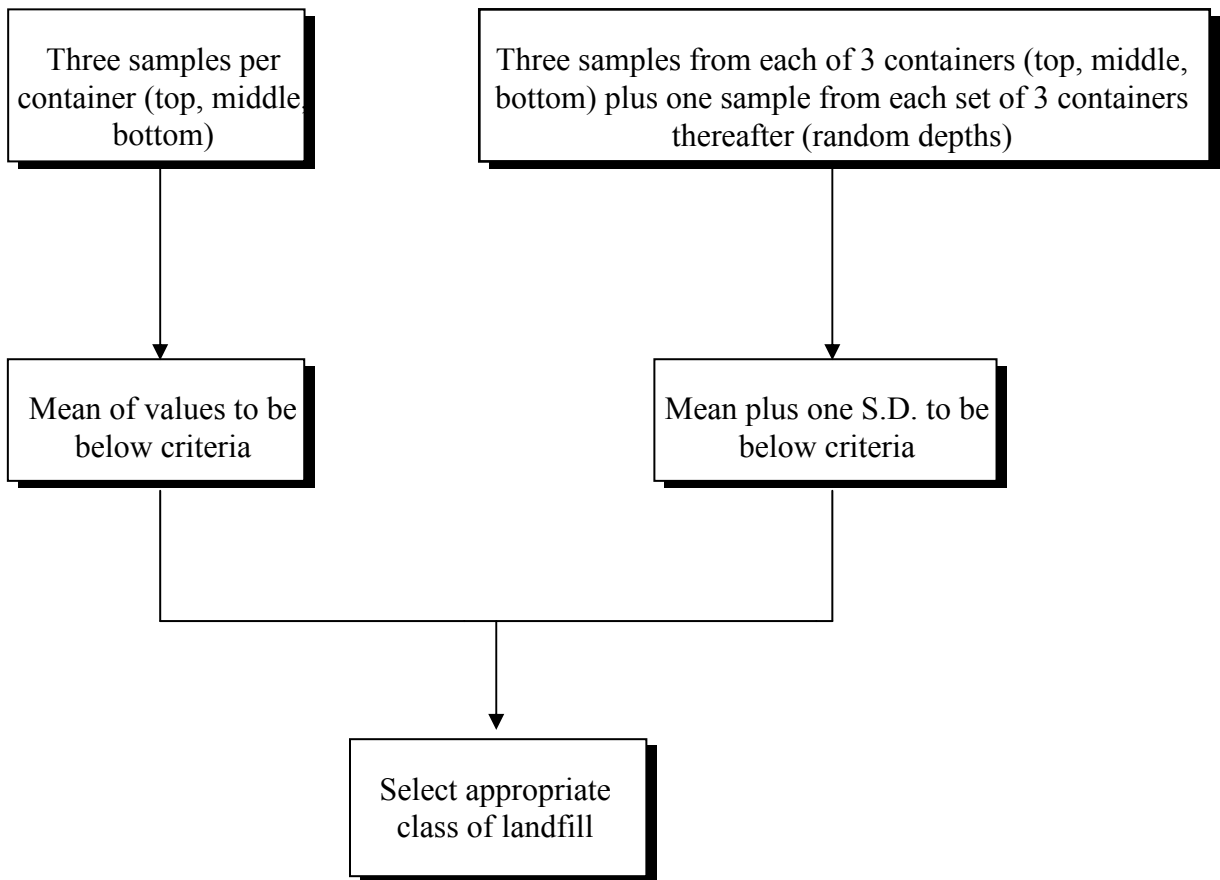 Three samples per
container (top, middle,
bottom)
Three samples from each of 3 containers (top, middle,
bottom) plus one sample from each set of 3 containers
thereafter (random depths)
Mean of values to be
below criteria
Mean plus one S.D. to be
below criteria
Select appropriate
class of landfill